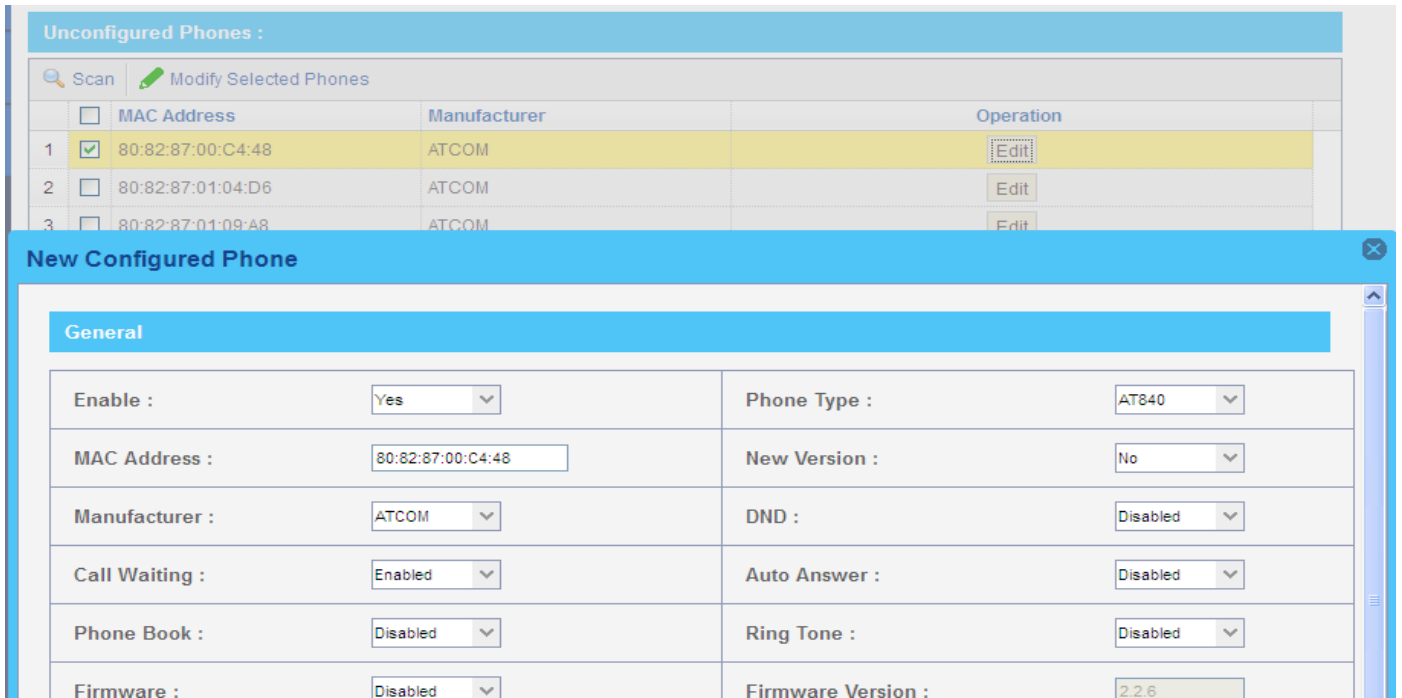 Unconfigured Phones :
Scan Modify Selected Phones
MAC Address Manufacturer Operation
1 80:82:87:00:C4:48 ATCOM Edit
2 80:82:87:01:04:D6 ATCOM Edit
3 80:82:87:01:09:A8 ATCOM Edit
New Configured Phone
General
Enable : Yes Phone Type : AT840
MAC Address : 80:82:87:00:C4:48 New Version : No
Manufacturer : ATCOM DND : Disabled
Call Waiting : Enabled Auto Answer : Disabled
Phone Book : Disabled Ring Tone : Disabled
Firmware : Disabled Firmware Version : 2.2.6